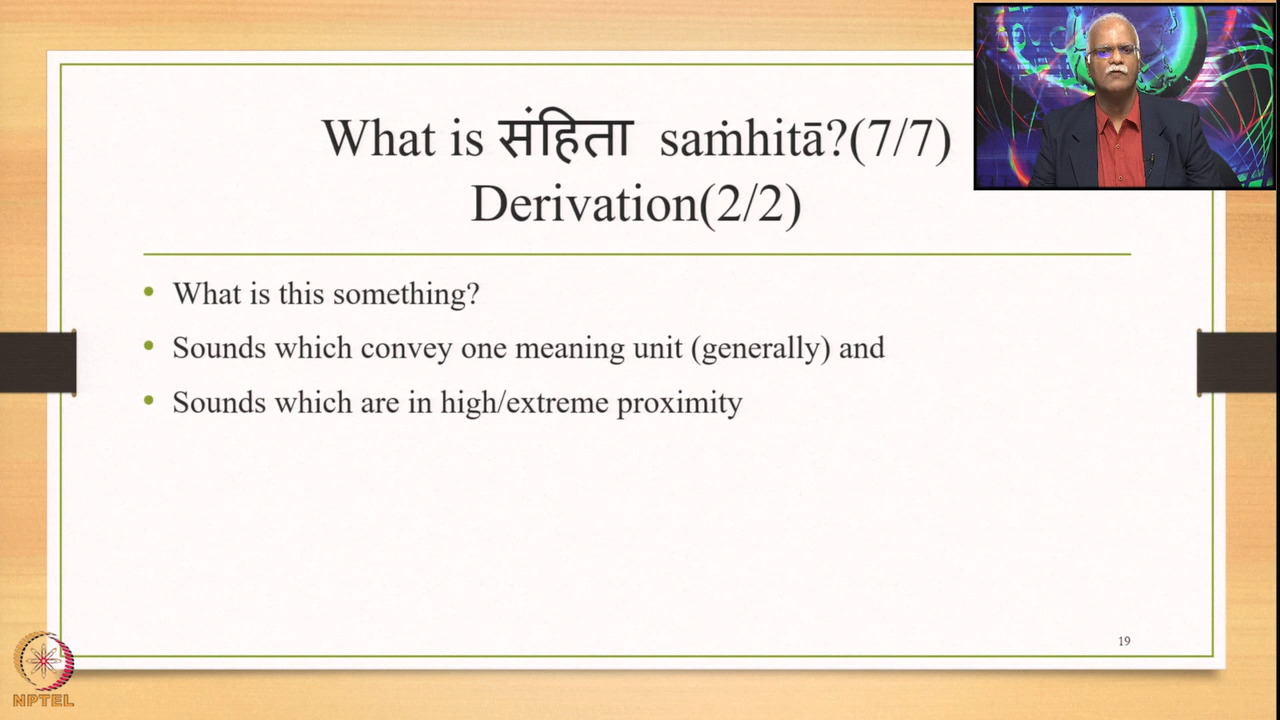 What is संहिता saṁhitā?(7/7)
Derivation(2/2)
• What is this something?
• Sounds which convey one meaning unit (generally) and
• Sounds which are in high/extreme proximity
19
NPTEL